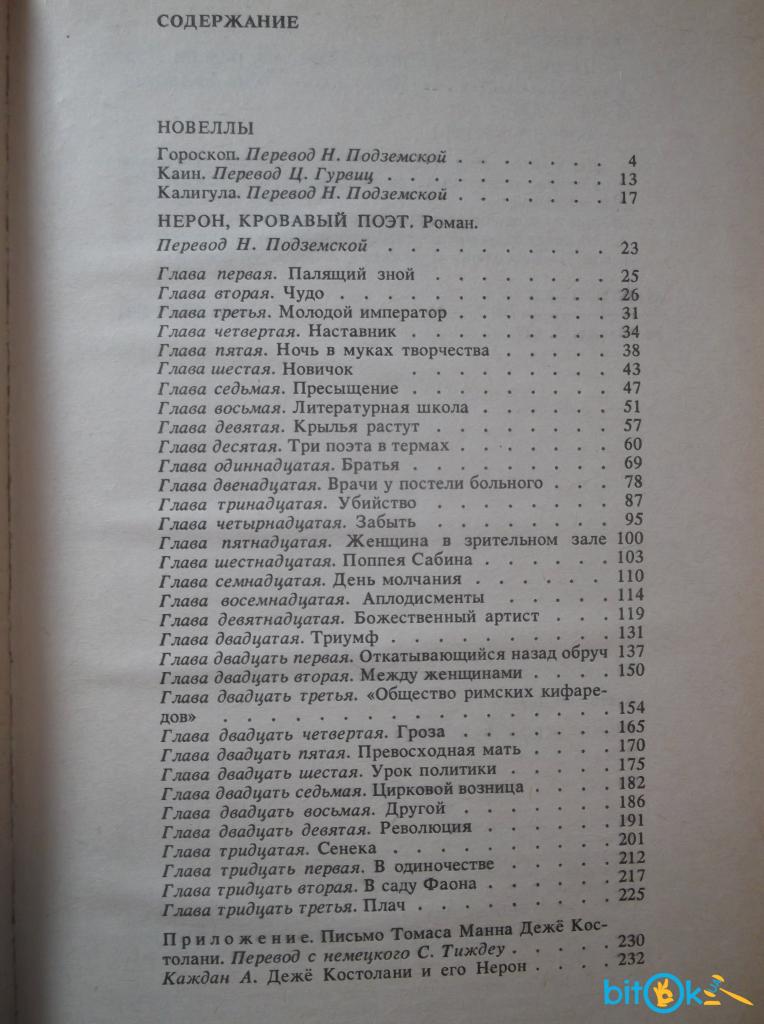 СОДЕРЖАНИЕ
НОВЕЛЛЫ
Гороскоп. Перевод Н. Подземской . . . . . . . 4
Каин. Перевод Ц. Гурвиц . . . . . . . . . . 13
Калигула. Перевод Н. Подземской . . . . . . . 17
НЕРОН, КРОВАВЫЙ ПОЭТ. Роман.
Перевод Н. Подземской . . . . . . . . . . 23
Глава первая. Палящий зной . . . . . . . . 25
Глава вторая. Чудо . . . . . . . . . . . . 26
Глава третья. Молодой император . . . . . . . 31
Глава четвертая. Наставник . . . . . . . . . 34
Глава пятая. Ночь в муках творчества . . . . . 38
Глава шестая. Новичок . . . . . . . . . 43
Глава седьмая. Пресыщение . . . . . . . . . 47
Глава восьмая. Литературная школа . . . . . . 51
Глава девятая. Крылья растут . . . . . . . . 57
Глава десятая. Три поэта в термах . . . . . . . 60
Глава одиннадцатая. Братья . . . . . . . . . 69
Глава двенадцатая. Врачи у постели больного . . . 78
Глава тринадцатая. Убийство . . . . . . . . 87
Глава четырнадцатая. Забыть . . . . . . . . 95
Глава пятнадцатая. Женщина в зрительном зале 100
Глава шестнадцатая. Поппея Сабина . . . . . . 103
Глава семнадцатая. День молчания . . . . . . 110
Глава восемнадцатая. Аплодисменты . . . . . 114
Глава девятнадцатая. Божественный артист . . . 119
Глава двадцатая. Триумф . . . . . . . . . . 131
Глава двадцать первая. Откатывающийся назад обруч 137
Глава двадцать вторая. Между женщинами . . . . 150
Глава двадцать третья. «Общество римских кифаре-
дов» . . . . . . . . . . . . . . . . . 154
Глава двадцать четвертая. Гроза . . . . . . . 165
Глава двадцать пятая. Превосходная мать . . . . 170
Глава двадцать шестая. Урок политики . . . . . 175
Глава двадцать седьмая. Цирковой возница . . . . 182
Глава двадцать восьмая. Другой . . . . . . . 186
Глава двадцать девятая. Революция . . . . . . 191
Глава тридцатая. Сенека . . . . . . . . . . 201
Глава тридцать первая. В одиночестве . . . . . 212
Глава тридцать вторая. В саду Фаона . . . . . . 217
Глава тридцать третья. Плач . . . . . . . . . 225
Приложение. Письмо Томаса Манна Дежё Кос-
толани. Перевод с немецкого С. Тиждеу . . . . . 230
Каждан А. Дежё Костолани и его Нерон . . . . 232
bitOk